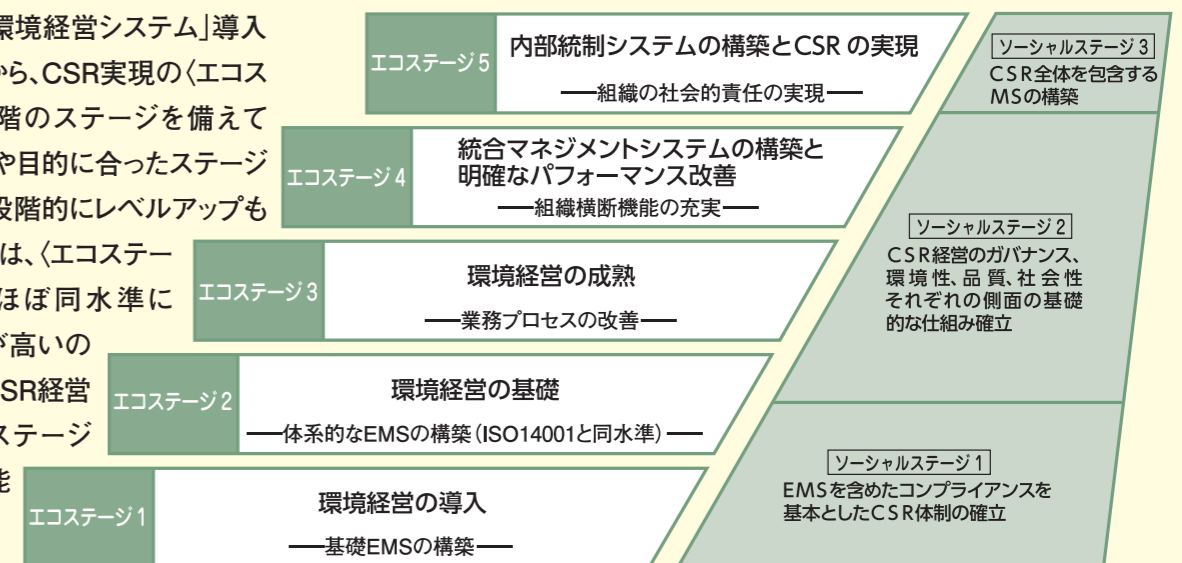 環境経営システム」導入
から、CSR実現の〈エコス
階のステージを備えて
や目的に合ったステージ
段階的にレベルアップも
は、〈エコステー
ほぼ同水準に
が高いの
SR経営
ステージ
能
エコステージ5
内部統制システムの構築とCSRの実現
──組織の社会的責任の実現──
エコステージ4
統合マネジメントシステムの構築と
明確なパフォーマンス改善
──組織横断機能の充実──
エコステージ3
環境経営の成熟
──業務プロセスの改善──
エコステージ2
環境経営の基礎
──体系的なEMSの構築(ISO14001と同水準)──
エコステージ1
環境経営の導入
──基礎EMSの構築──
ソーシャルステージ3
CSR全体を包含する
MSの構築
ソーシャルステージ2
CSR経営のガバナンス、
環境性、品質、社会性
それぞれの側面の基礎
的な仕組み確立
ソーシャルステージ1
EMSを含めたコンプライアンスを
基本としたCSR体制の確立